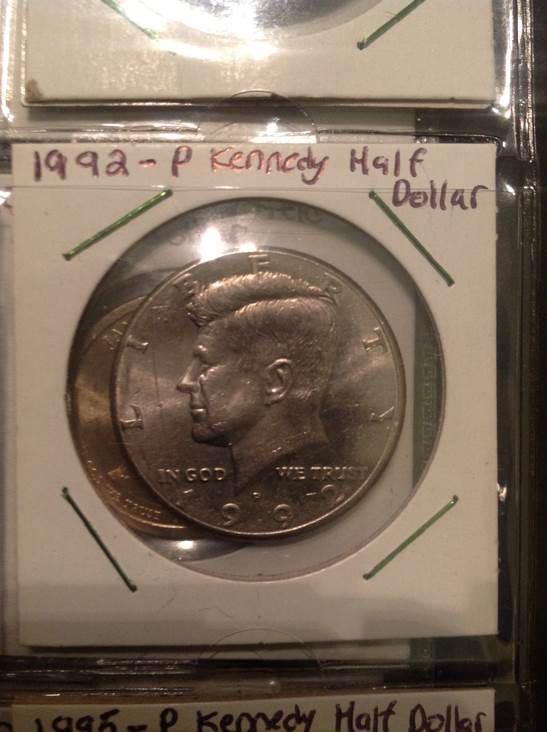 1992 - P Kennedy Half
Dollar
LIBERTY
IN GOD WE TRUST
P
1992
1995 - P Kennedy Half Dollar